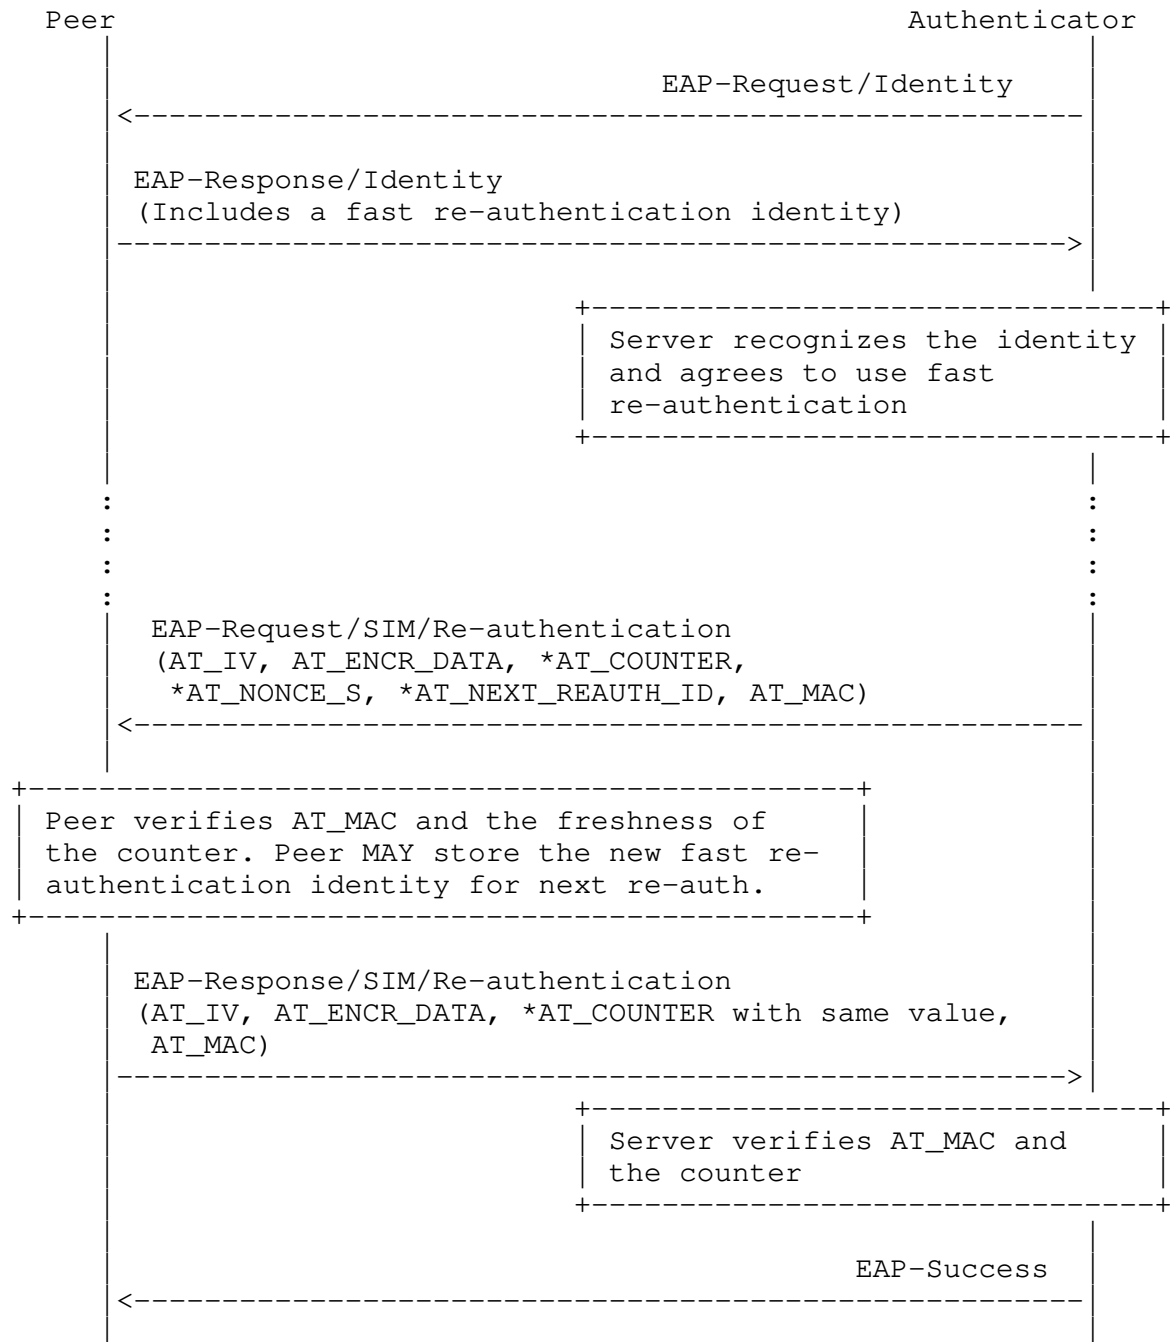 Peer Authenticator
EAP-Request/Identity
EAP-Response/Identity
(Includes a fast re-authentication identity)
Server recognizes the identity
and agrees to use fast
re-authentication
: :
: :
: :
: :
EAP-Request/SIM/Re-authentication
(AT_IV, AT_ENCR_DATA, *AT_COUNTER,
*AT_NONCE_S, *AT_NEXT_REAUTH_ID, AT_MAC)
Peer verifies AT_MAC and the freshness of
the counter. Peer MAY store the new fast re-
authentication identity for next re-auth.
EAP-Response/SIM/Re-authentication
(AT_IV, AT_ENCR_DATA, *AT_COUNTER with same value,
AT_MAC)
Server verifies AT_MAC and
the counter
EAP-Success